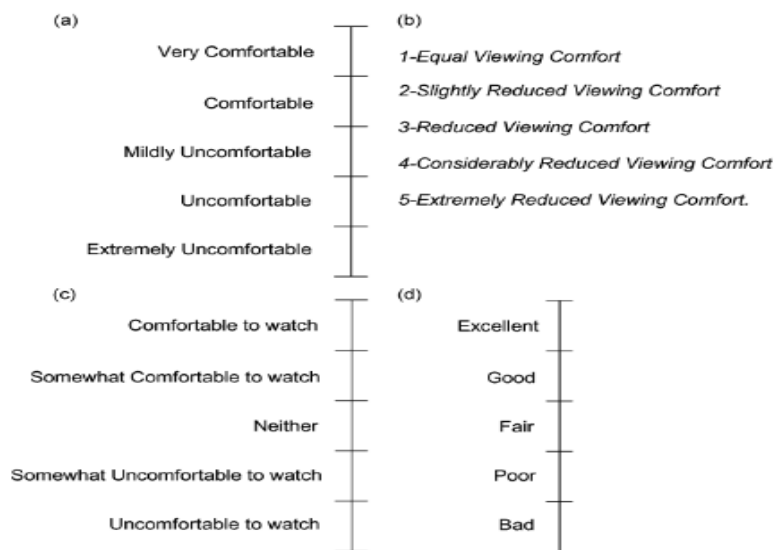 (a)
Very Comfortable
Comfortable
Mildly Uncomfortable
Uncomfortable
Extremely Uncomfortable
(b)
1-Equal Viewing Comfort
2-Slightly Reduced Viewing Comfort
3-Reduced Viewing Comfort
4-Considerably Reduced Viewing Comfort
5-Extremely Reduced Viewing Comfort.
(c)
Comfortable to watch
Somewhat Comfortable to watch
Neither
Somewhat Uncomfortable to watch
Uncomfortable to watch
(d)
Excellent
Good
Fair
Poor
Bad